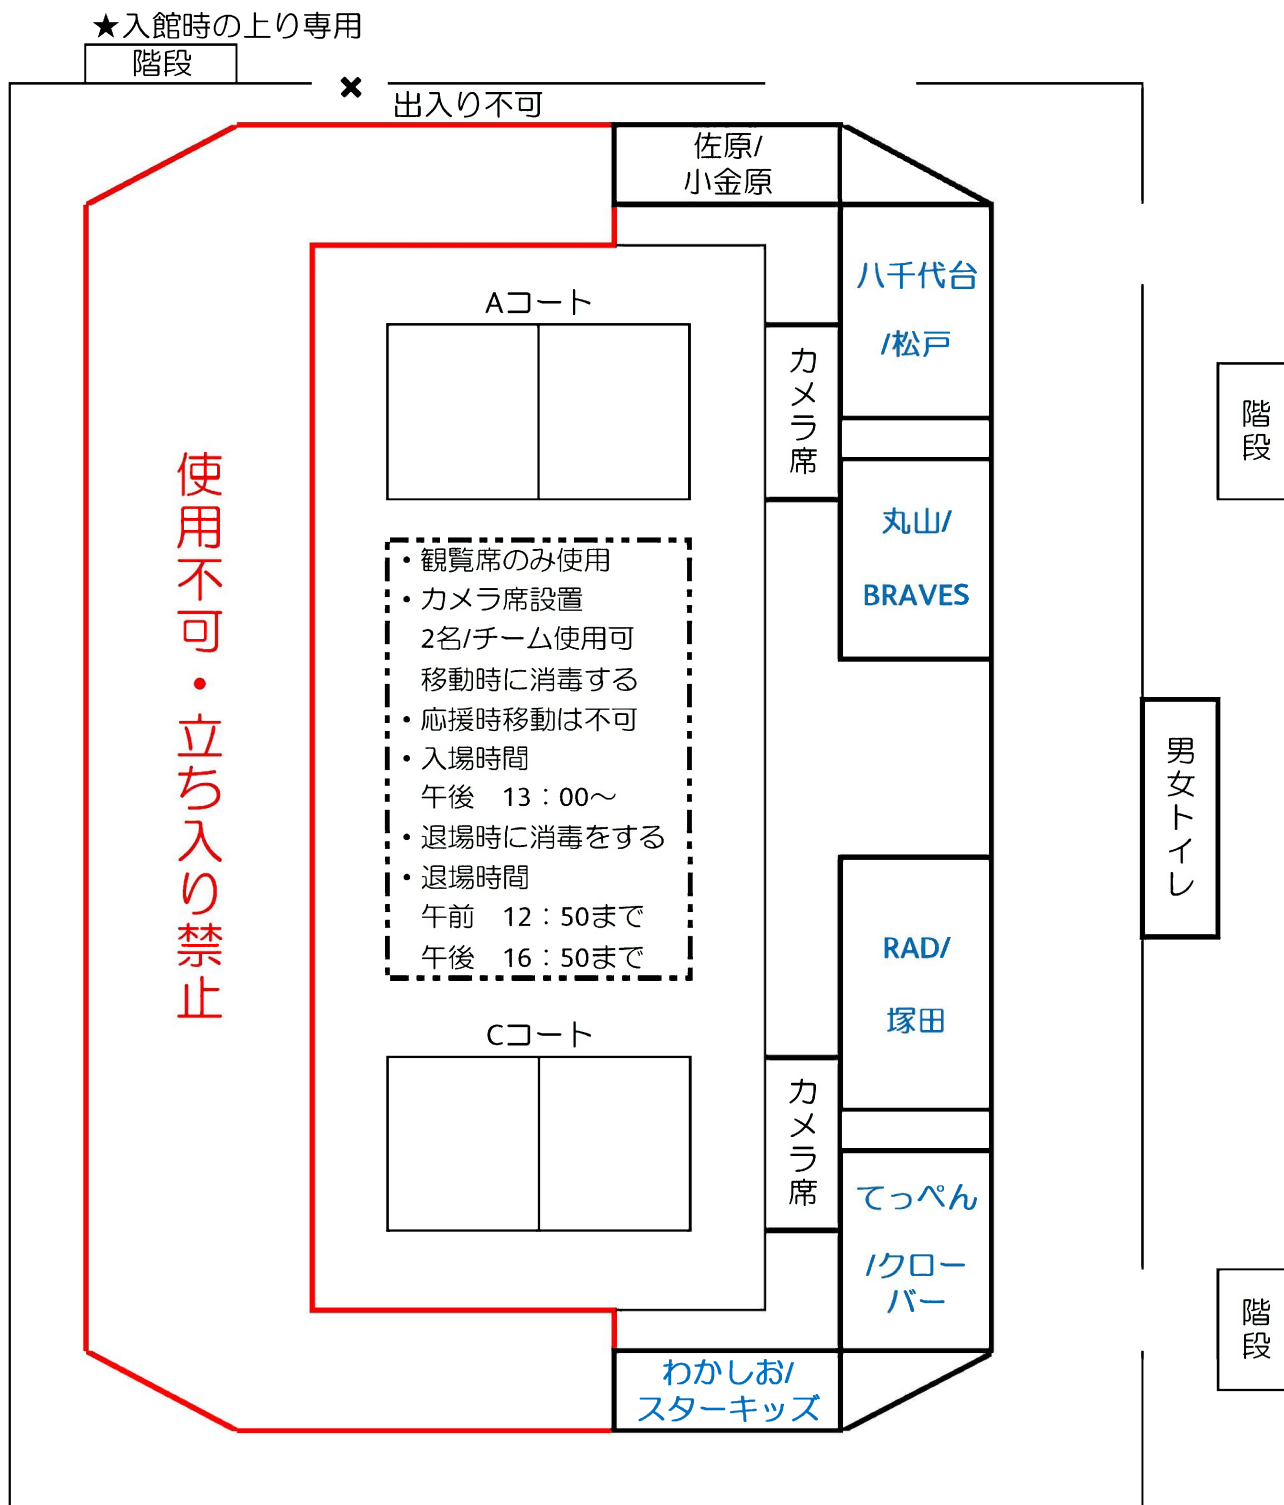 ★入館時の上り専用
階段
出入り不可
佐原/
小金原
八千代台
/松戸
Aコート
カメラ席
階段
使用不可・立ち入り禁止
丸山/
BRAVES
・観覧席のみ使用
・カメラ席設置
2名/チーム使用可
移動時に消毒する
・応援時移動は不可
・入場時間
午後　13：00～
・退場時に消毒をする
・退場時間
午前　12：50まで
午後　16：50まで
男女トイレ
RAD/
塚田
Cコート
カメラ席
てっぺん
/クロー
バー
階段
わかしお/
スターキッズ